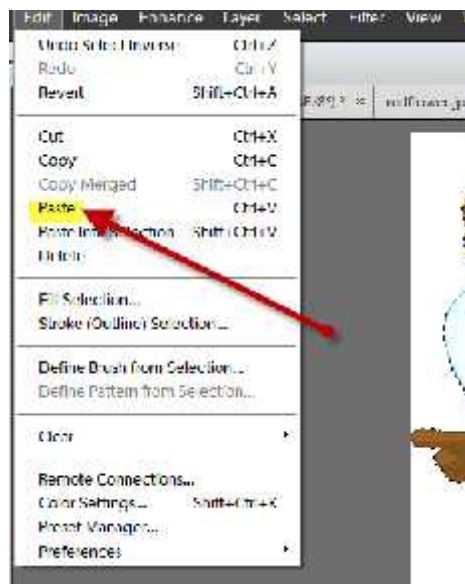 Edit Image Enhance Layer Select Filter View
Undo Select Inverse Ctrl+Z
Redo Ctrl+Y
Revert Shift+Ctrl+A
Cut Ctrl+X
Copy Ctrl+C
Copy Merged Shift+Ctrl+C
Paste Ctrl+V
Paste Into Selection Shift+Ctrl+V
Delete
Fill Selection...
Stroke (Outline) Selection...
Define Brush from Selection...
Define Pattern from Selection...
Clear
Remote Connections...
Color Settings... Shift+Ctrl+K
Preset Manager...
Preferences